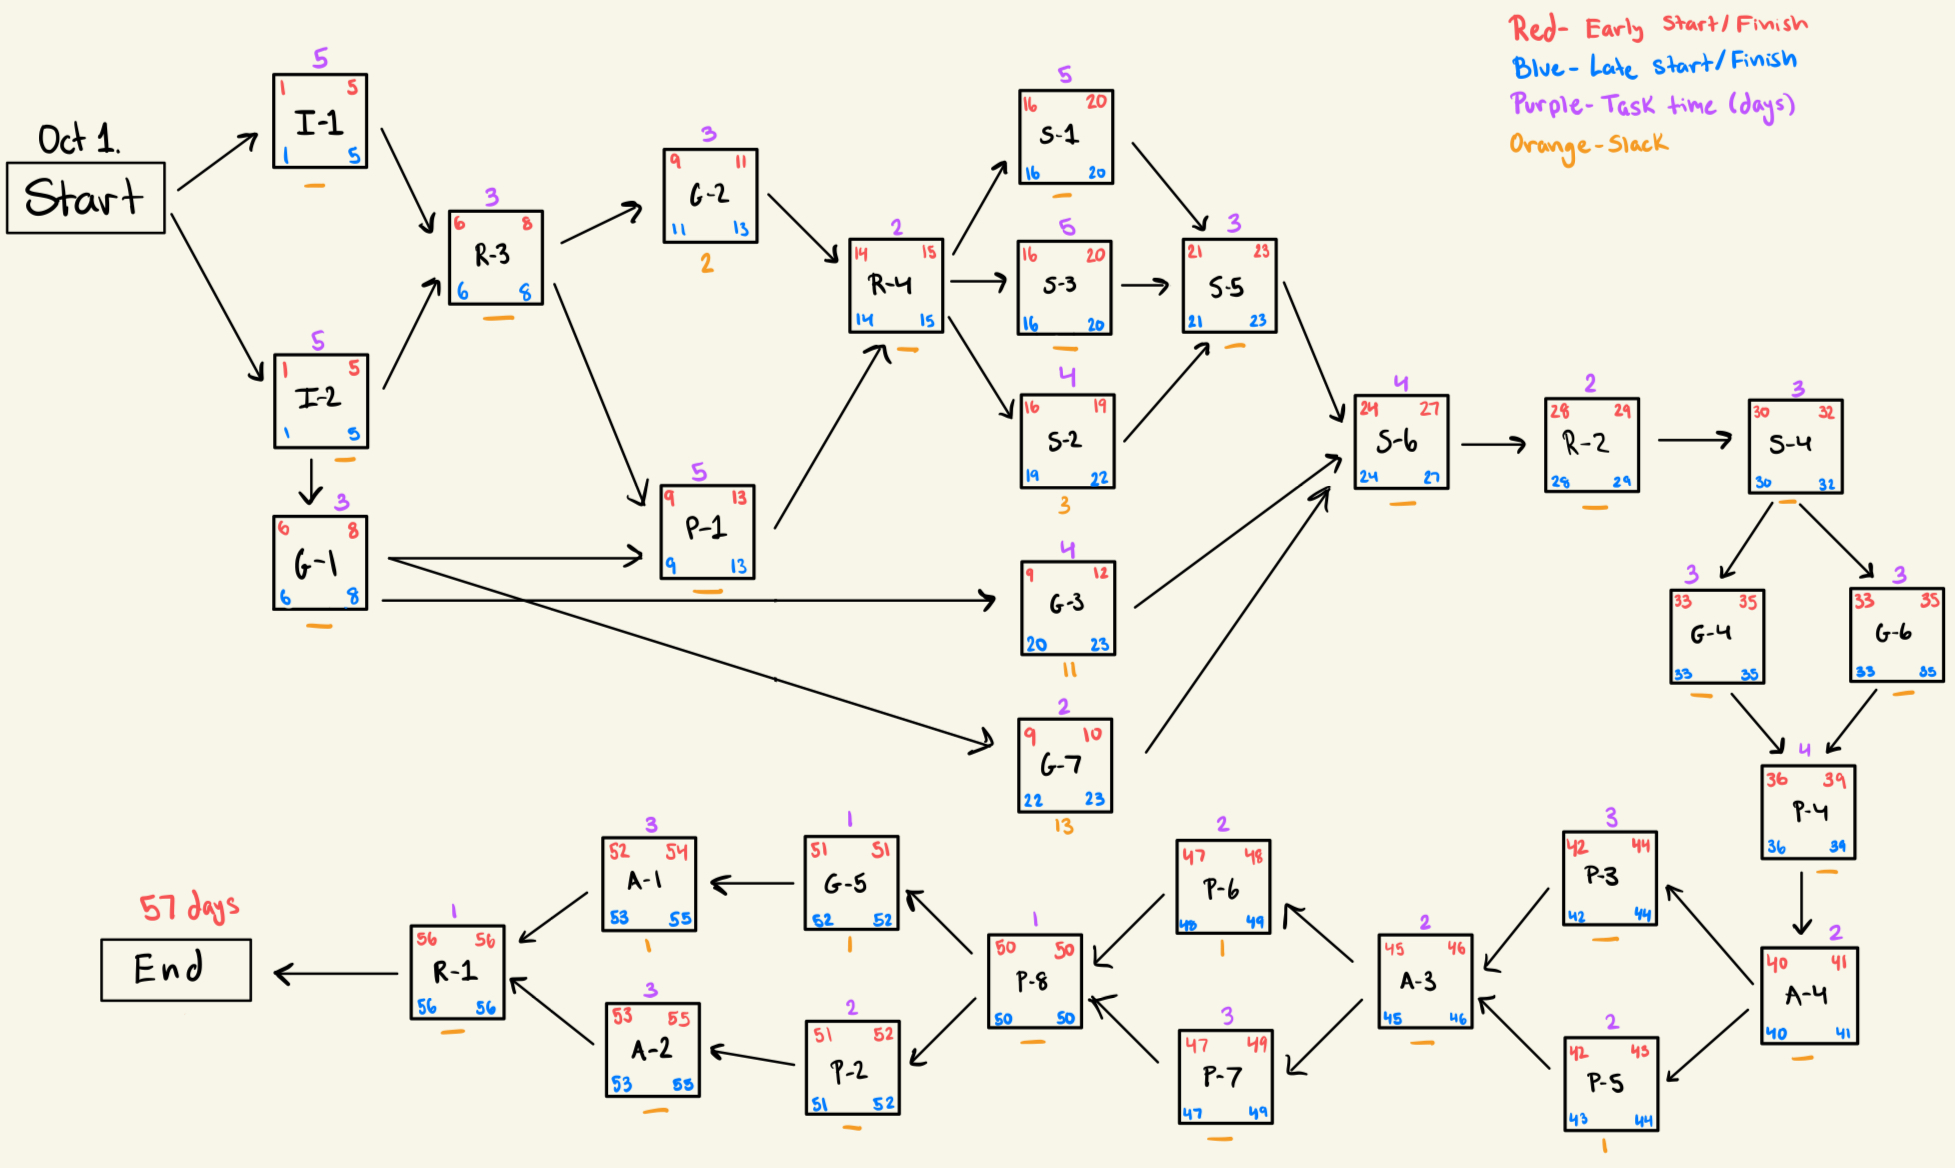 Red- Early Start/Finish
Blue- Late Start/Finish
Purple- Task time (days)
Orange- Slack
Oct 1.
Start
5
1 5
I-1
1 5
5
1 5
I-2
1 5
3
6 8
G-1
6 8
3
6 8
R-3
6 8
3
9 11
G-2
11 13
2
5
9 13
P-1
9 13
2
14 15
R-4
14 15
5
16 20
S-1
16 20
5
16 20
S-3
16 20
4
16 19
S-2
19 22
3
4
9 12
G-3
20 23
11
2
9 10
G-7
22 23
13
3
21 23
S-5
21 23
4
24 27
S-6
24 27
2
28 29
R-2
28 29
3
30 32
S-4
30 32
3
33 35
G-4
33 35
3
33 35
G-6
33 35
4
36 39
P-4
36 39
2
40 41
A-4
40 41
3
42 44
P-3
42 44
2
42 43
P-5
43 44
1
2
45 46
A-3
45 46
2
47 48
P-6
48 49
1
3
47 49
P-7
47 49
1
50 50
P-8
50 50
1
51 51
G-5
52 52
1
2
51 52
P-2
51 52
3
52 54
A-1
53 55
1
3
53 55
A-2
53 55
1
56 56
R-1
56 56
57 days
End